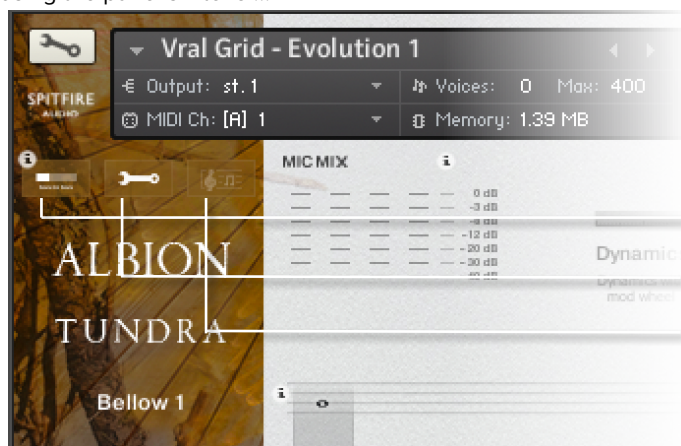 Vral Grid - Evolution 1
Output: st. 1
Voices: 0 Max: 400
MIDI Ch: [A] 1
Memory: 1.39 MB
SPITFIRE
AUDIO
MIC MIX
0 dB
-3 dB
-6 dB
-12 dB
-20 dB
-30 dB
ALBION
TUNDRA
Dynamic
Dynamics
mod wheel
Bellow 1